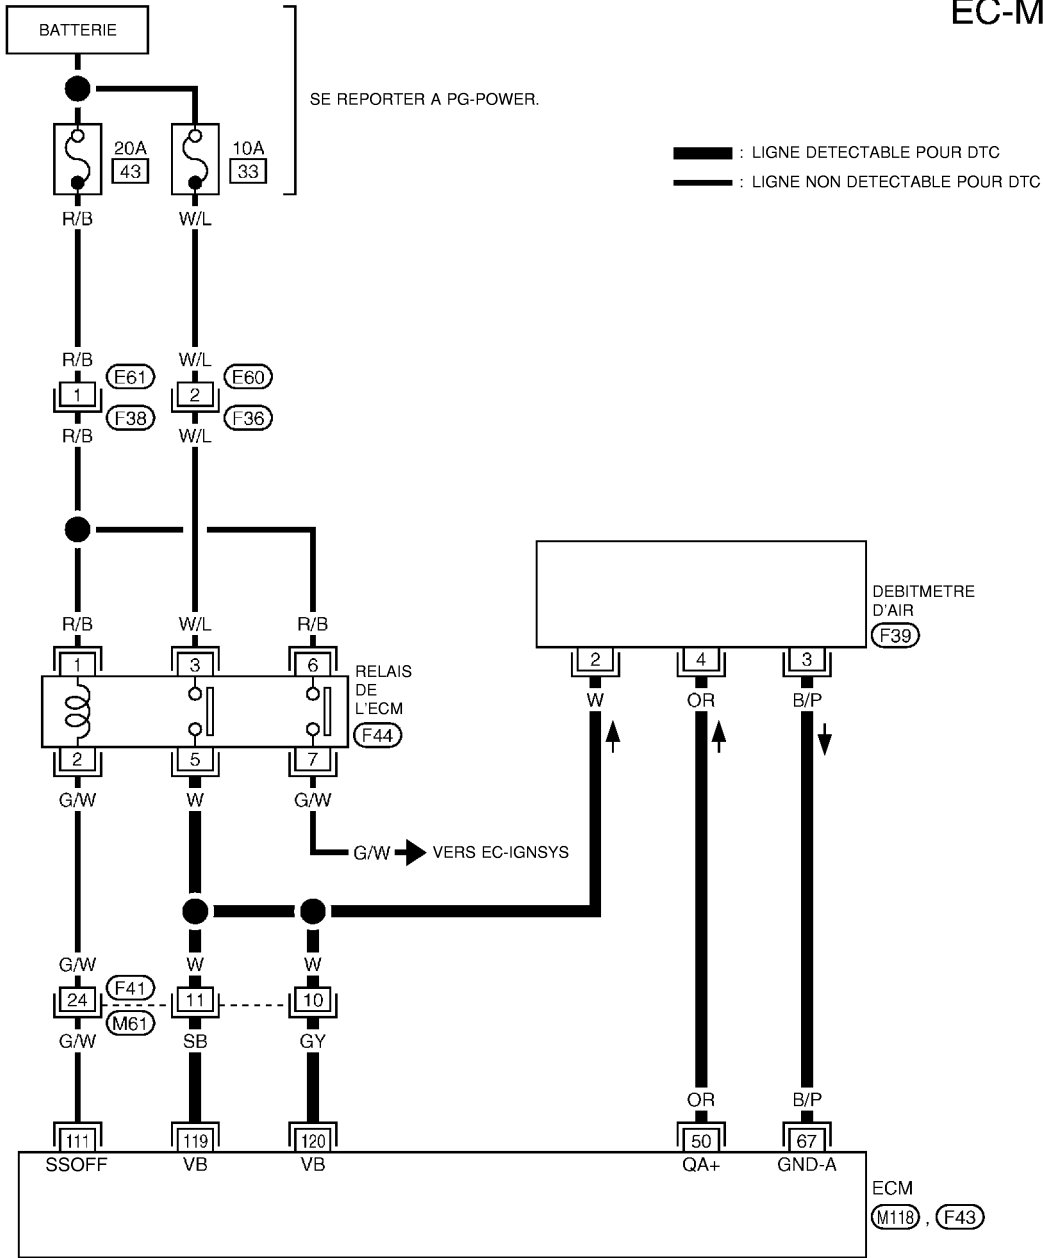 EC-M
BATTERIE
SE REPORTER A PG-POWER.
20A
43
10A
33
: LIGNE DETECTABLE POUR DTC
: LIGNE NON DETECTABLE POUR DTC
R/B
W/L
R/B
W/L
E61
E60
1
2
F38
F36
R/B
W/L
R/B
W/L
R/B
DEBITMETRE
D'AIR
F39
1
3
6
2
4
3
RELAIS
DE
L'ECM
F44
W
OR
B/P
2
5
7
G/W
W
G/W
G/W
VERS EC-IGNSYS
G/W
W
W
F41
24
11
10
M61
G/W
SB
GY
OR
B/P
111
119
120
50
67
SSOFF
VB
VB
QA+
GND-A
ECM
M118 , F43